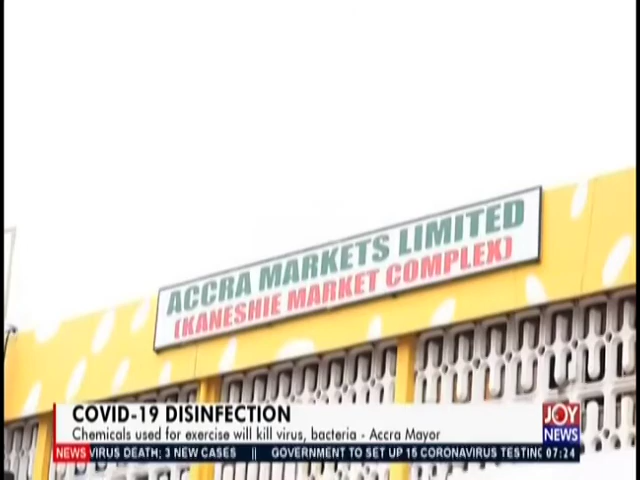 ACCRA MARKETS LIMITED
(KANESHIE MARKET COMPLEX)
COVID-19 DISINFECTION
Chemicals used for exercise will kill virus, bacteria - Accra Mayor
JOY
NEWS
NEWS VIRUS DEATH; 3 NEW CASES || GOVERNMENT TO SET UP 15 CORONAVIRUS TESTING 07:24